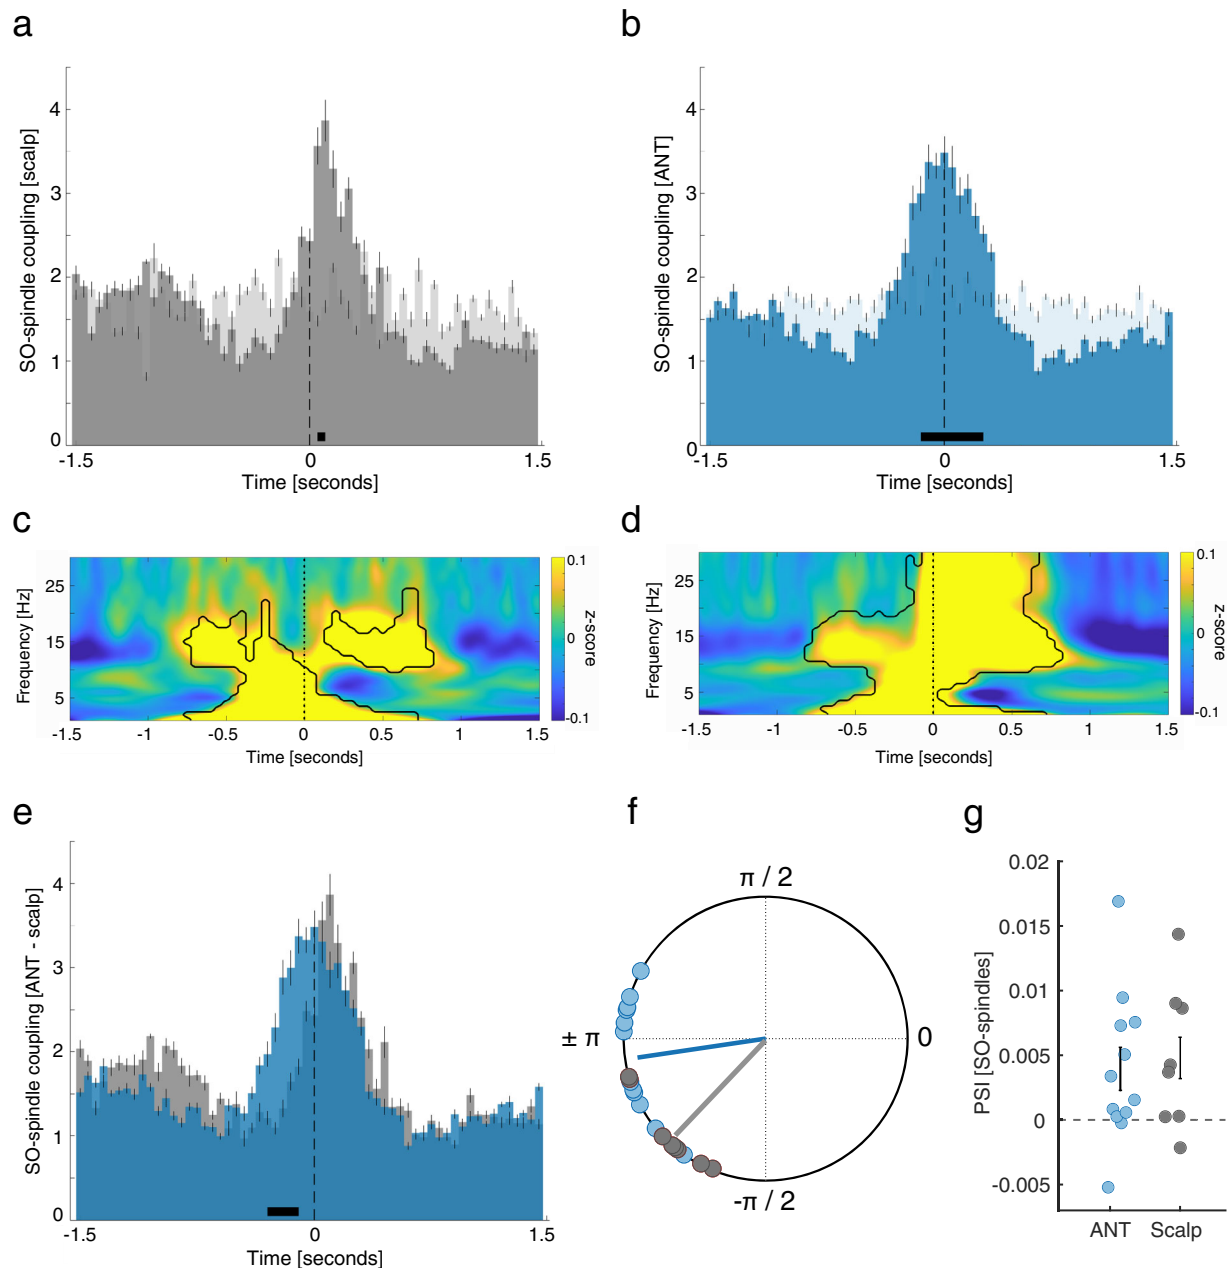 a
SO-spindle coupling [scalp]
4
3
2
1
0
-1.5
0
1.5
Time [seconds]
b
SO-spindle coupling [ANT]
4
3
2
1
0
-1.5
0
1.5
Time [seconds]
c
Frequency [Hz]
25
15
5
-1.5
-1
-0.5
0
0.5
1
1.5
Time [seconds]
0.1
0
-0.1
z-score
d
Frequency [Hz]
25
15
5
-1.5
-1
-0.5
0
0.5
1
1.5
Time [seconds]
0.1
0
-0.1
z-score
e
SO-spindle coupling [ANT - scalp]
4
3
2
1
0
-1.5
0
1.5
Time [seconds]
f
π / 2
± π
0
-π / 2
g
PSI [SO-spindles]
0.02
0.015
0.01
0.005
0
-0.005
ANT
Scalp